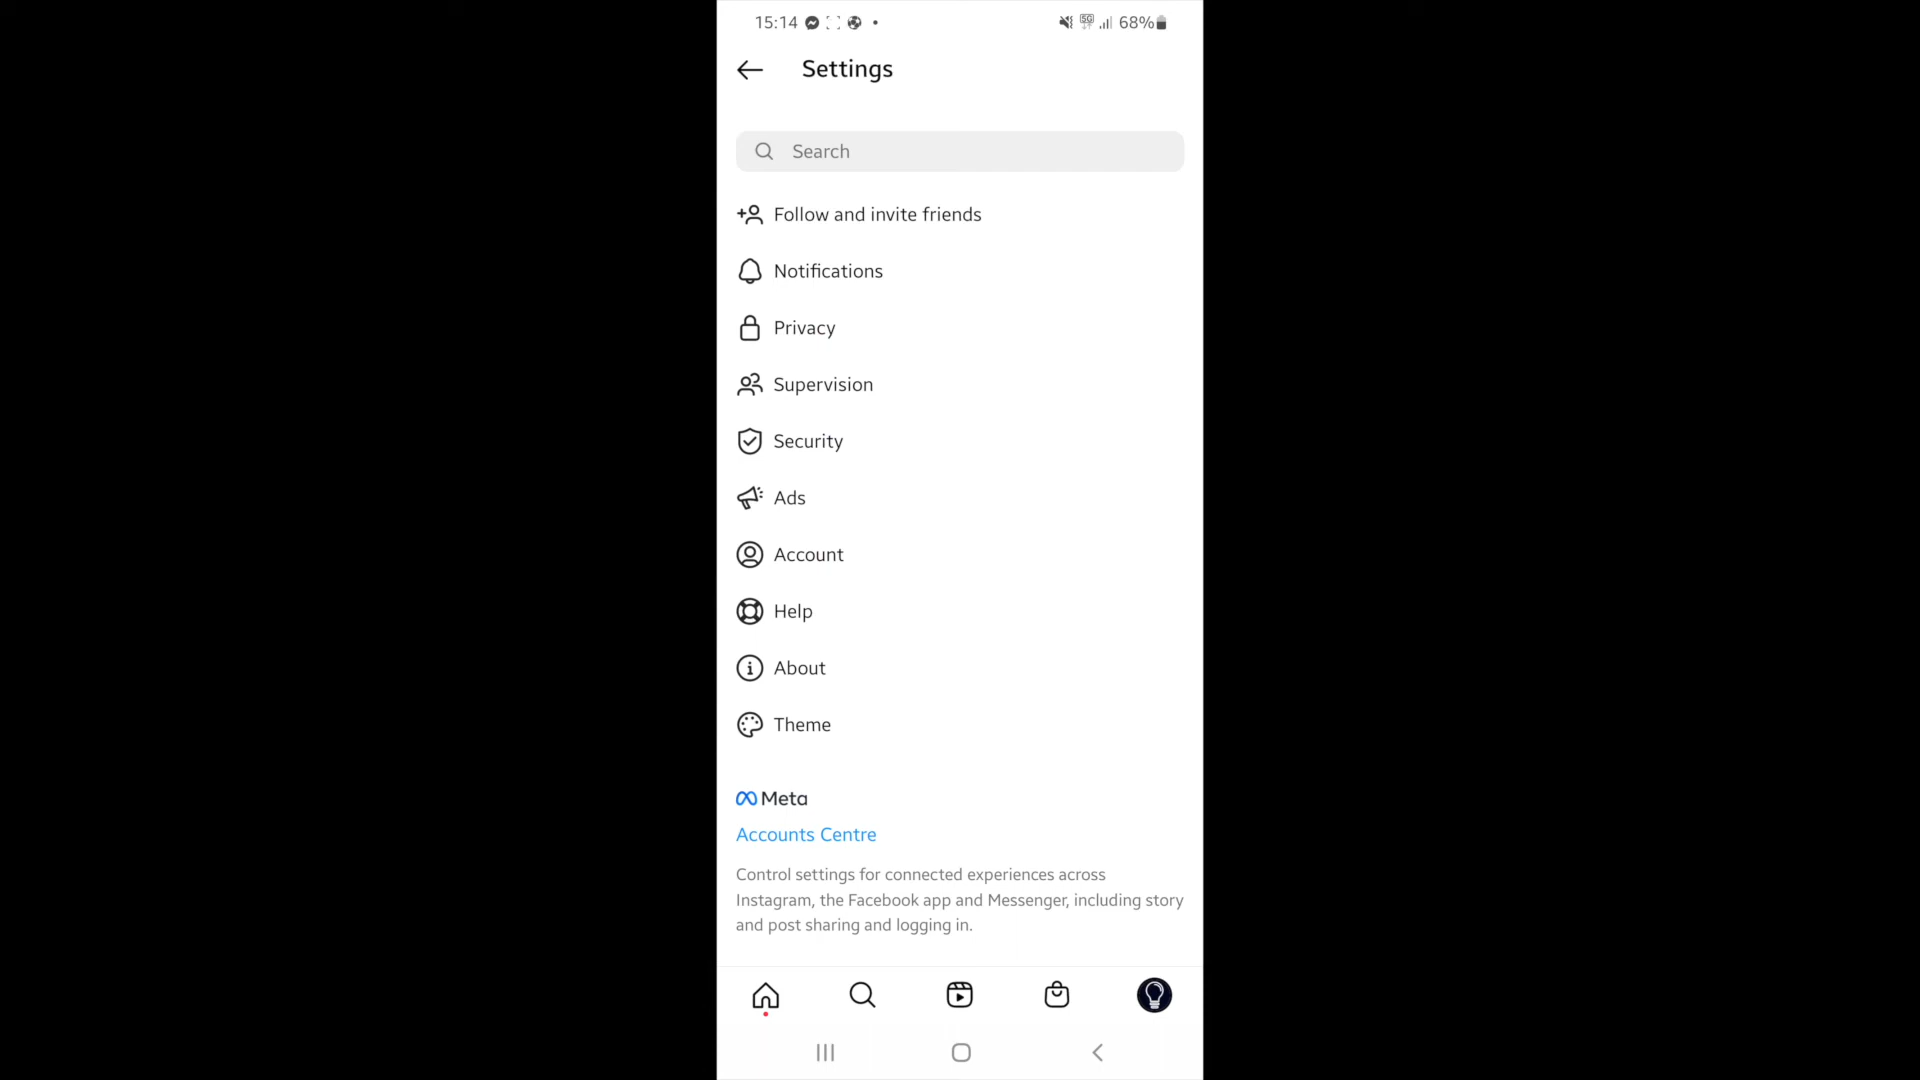 15:14 68%
Settings
Search
Follow and invite friends
Notifications
Privacy
Supervision
Security
Ads
Account
Help
About
Theme
Meta
Accounts Centre
Control settings for connected experiences across
Instagram, the Facebook app and Messenger, including story
and post sharing and logging in.